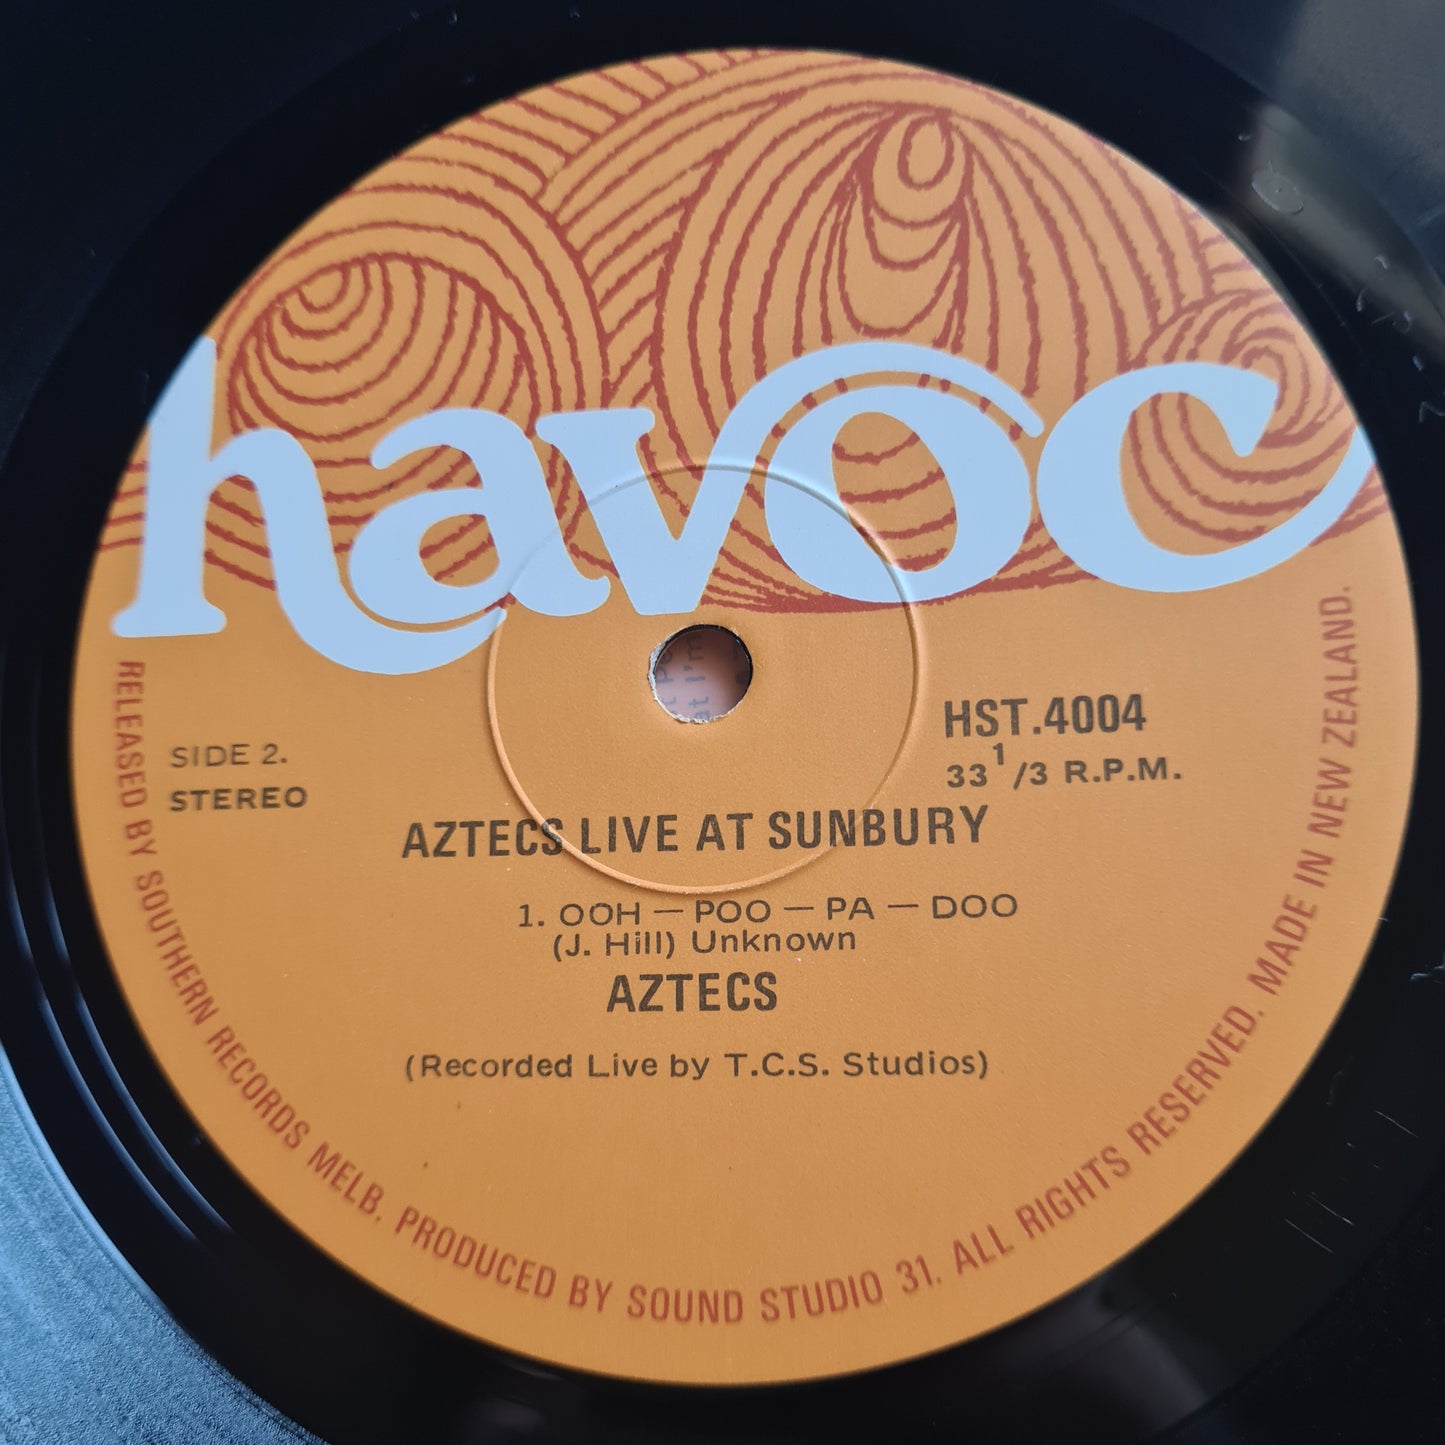 havoc
SIDE 2.
STEREO
HST.4004
33 1/3 R.P.M.
AZTECS LIVE AT SUNBURY
1. OOH — POO — PA — DOO
(J. Hill) Unknown
AZTECS
(Recorded Live by T.C.S. Studios)
RELEASED BY SOUTHERN RECORDS MELB. PRODUCED BY SOUND STUDIO 31. ALL RIGHTS RESERVED. MADE IN NEW ZEALAND.